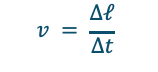 v = Δℓ / Δt